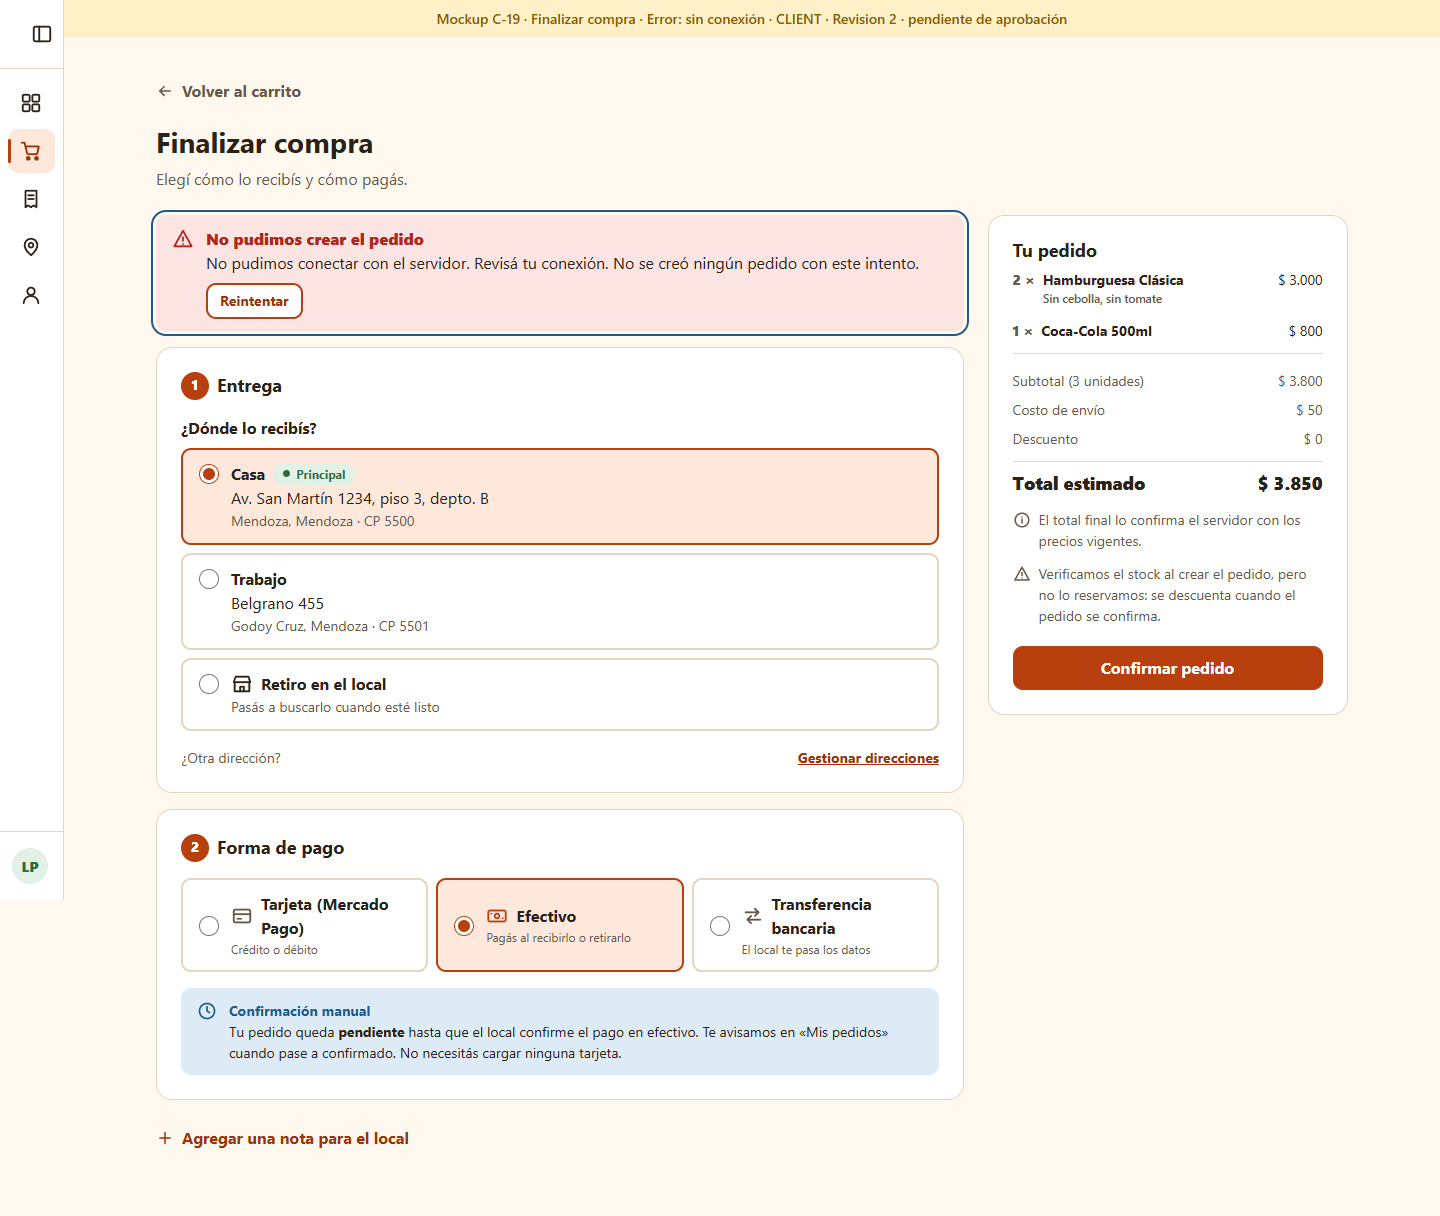 Mockup C-19 · Finalizar compra · Error: sin conexión · CLIENT · Revision 2 · pendiente de aprobación
Volver al carrito
Finalizar compra
Elegí cómo lo recibís y cómo pagás.
No pudimos crear el pedido
No pudimos conectar con el servidor. Revisá tu conexión. No se creó ningún pedido con este intento.
Reintentar
1 Entrega
¿Dónde lo recibís?
Casa Principal
Av. San Martín 1234, piso 3, depto. B
Mendoza, Mendoza · CP 5500
Trabajo
Belgrano 455
Godoy Cruz, Mendoza · CP 5501
Retiro en el local
Pasás a buscarlo cuando esté listo
¿Otra dirección? Gestionar direcciones
2 Forma de pago
Tarjeta (Mercado
Pago)
Crédito o débito
Efectivo
Pagás al recibirlo o retirarlo
Transferencia
bancaria
El local te pasa los datos
Confirmación manual
Tu pedido queda pendiente hasta que el local confirme el pago en efectivo. Te avisamos en «Mis pedidos»
cuando pase a confirmado. No necesitás cargar ninguna tarjeta.
Agregar una nota para el local
Tu pedido
2 × Hamburguesa Clásica $ 3.000
Sin cebolla, sin tomate
1 × Coca-Cola 500ml $ 800
Subtotal (3 unidades) $ 3.800
Costo de envío $ 50
Descuento $ 0
Total estimado $ 3.850
El total final lo confirma el servidor con los
precios vigentes.
Verificamos el stock al crear el pedido, pero
no lo reservamos: se descuenta cuando el
pedido se confirma.
Confirmar pedido
LP